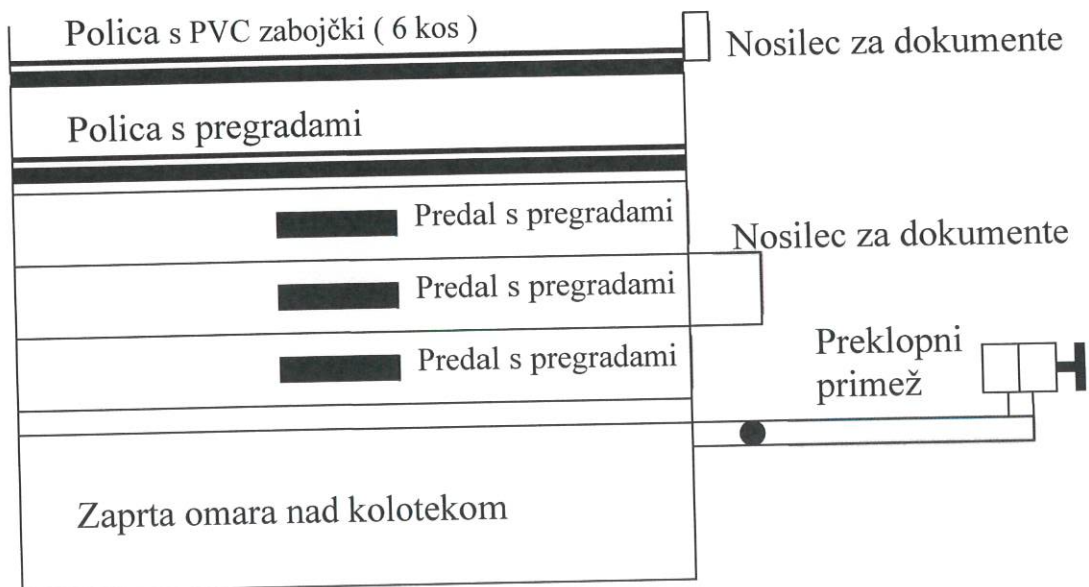 Polica s PVC zabojčki ( 6 kos )
Nosilec za dokumente
Polica s pregradami
Predal s pregradami
Nosilec za dokumente
Predal s pregradami
Predal s pregradami
Preklopni
primež
Zaprta omara nad kolotekom